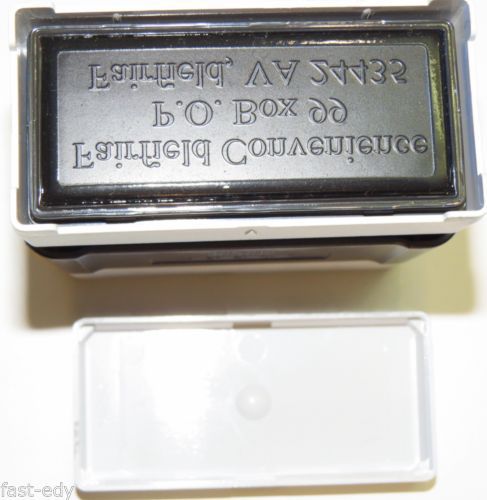 Fairfield Convenience
P.O. Box 99
Fairfield, VA 24435
fast-edy